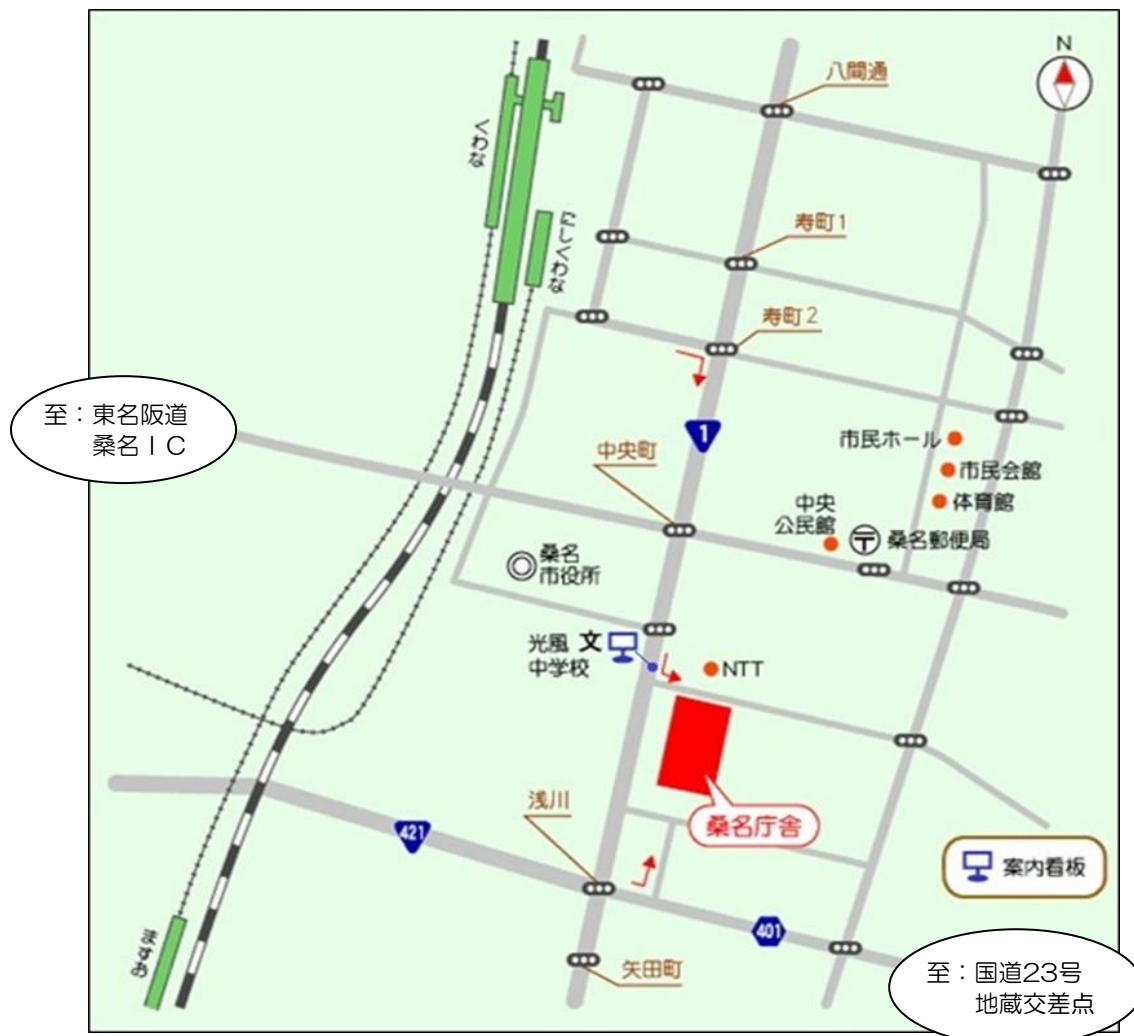 N
八間通
くわな
寿町1
にしくわな
寿町2
至：東名阪道
桑名IC
1
市民ホール
中央町
市民会館
中央
公民館
体育館
桑名郵便局
桑名
市役所
光風
中学校
文
NTT
浅川
421
桑名庁舎
案内看板
401
ますお
矢田町
至：国道23号
地蔵交差点